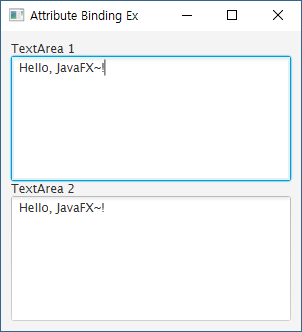 Attribute Binding Ex
TextArea 1
Hello, JavaFX~!
TextArea 2
Hello, JavaFX~!